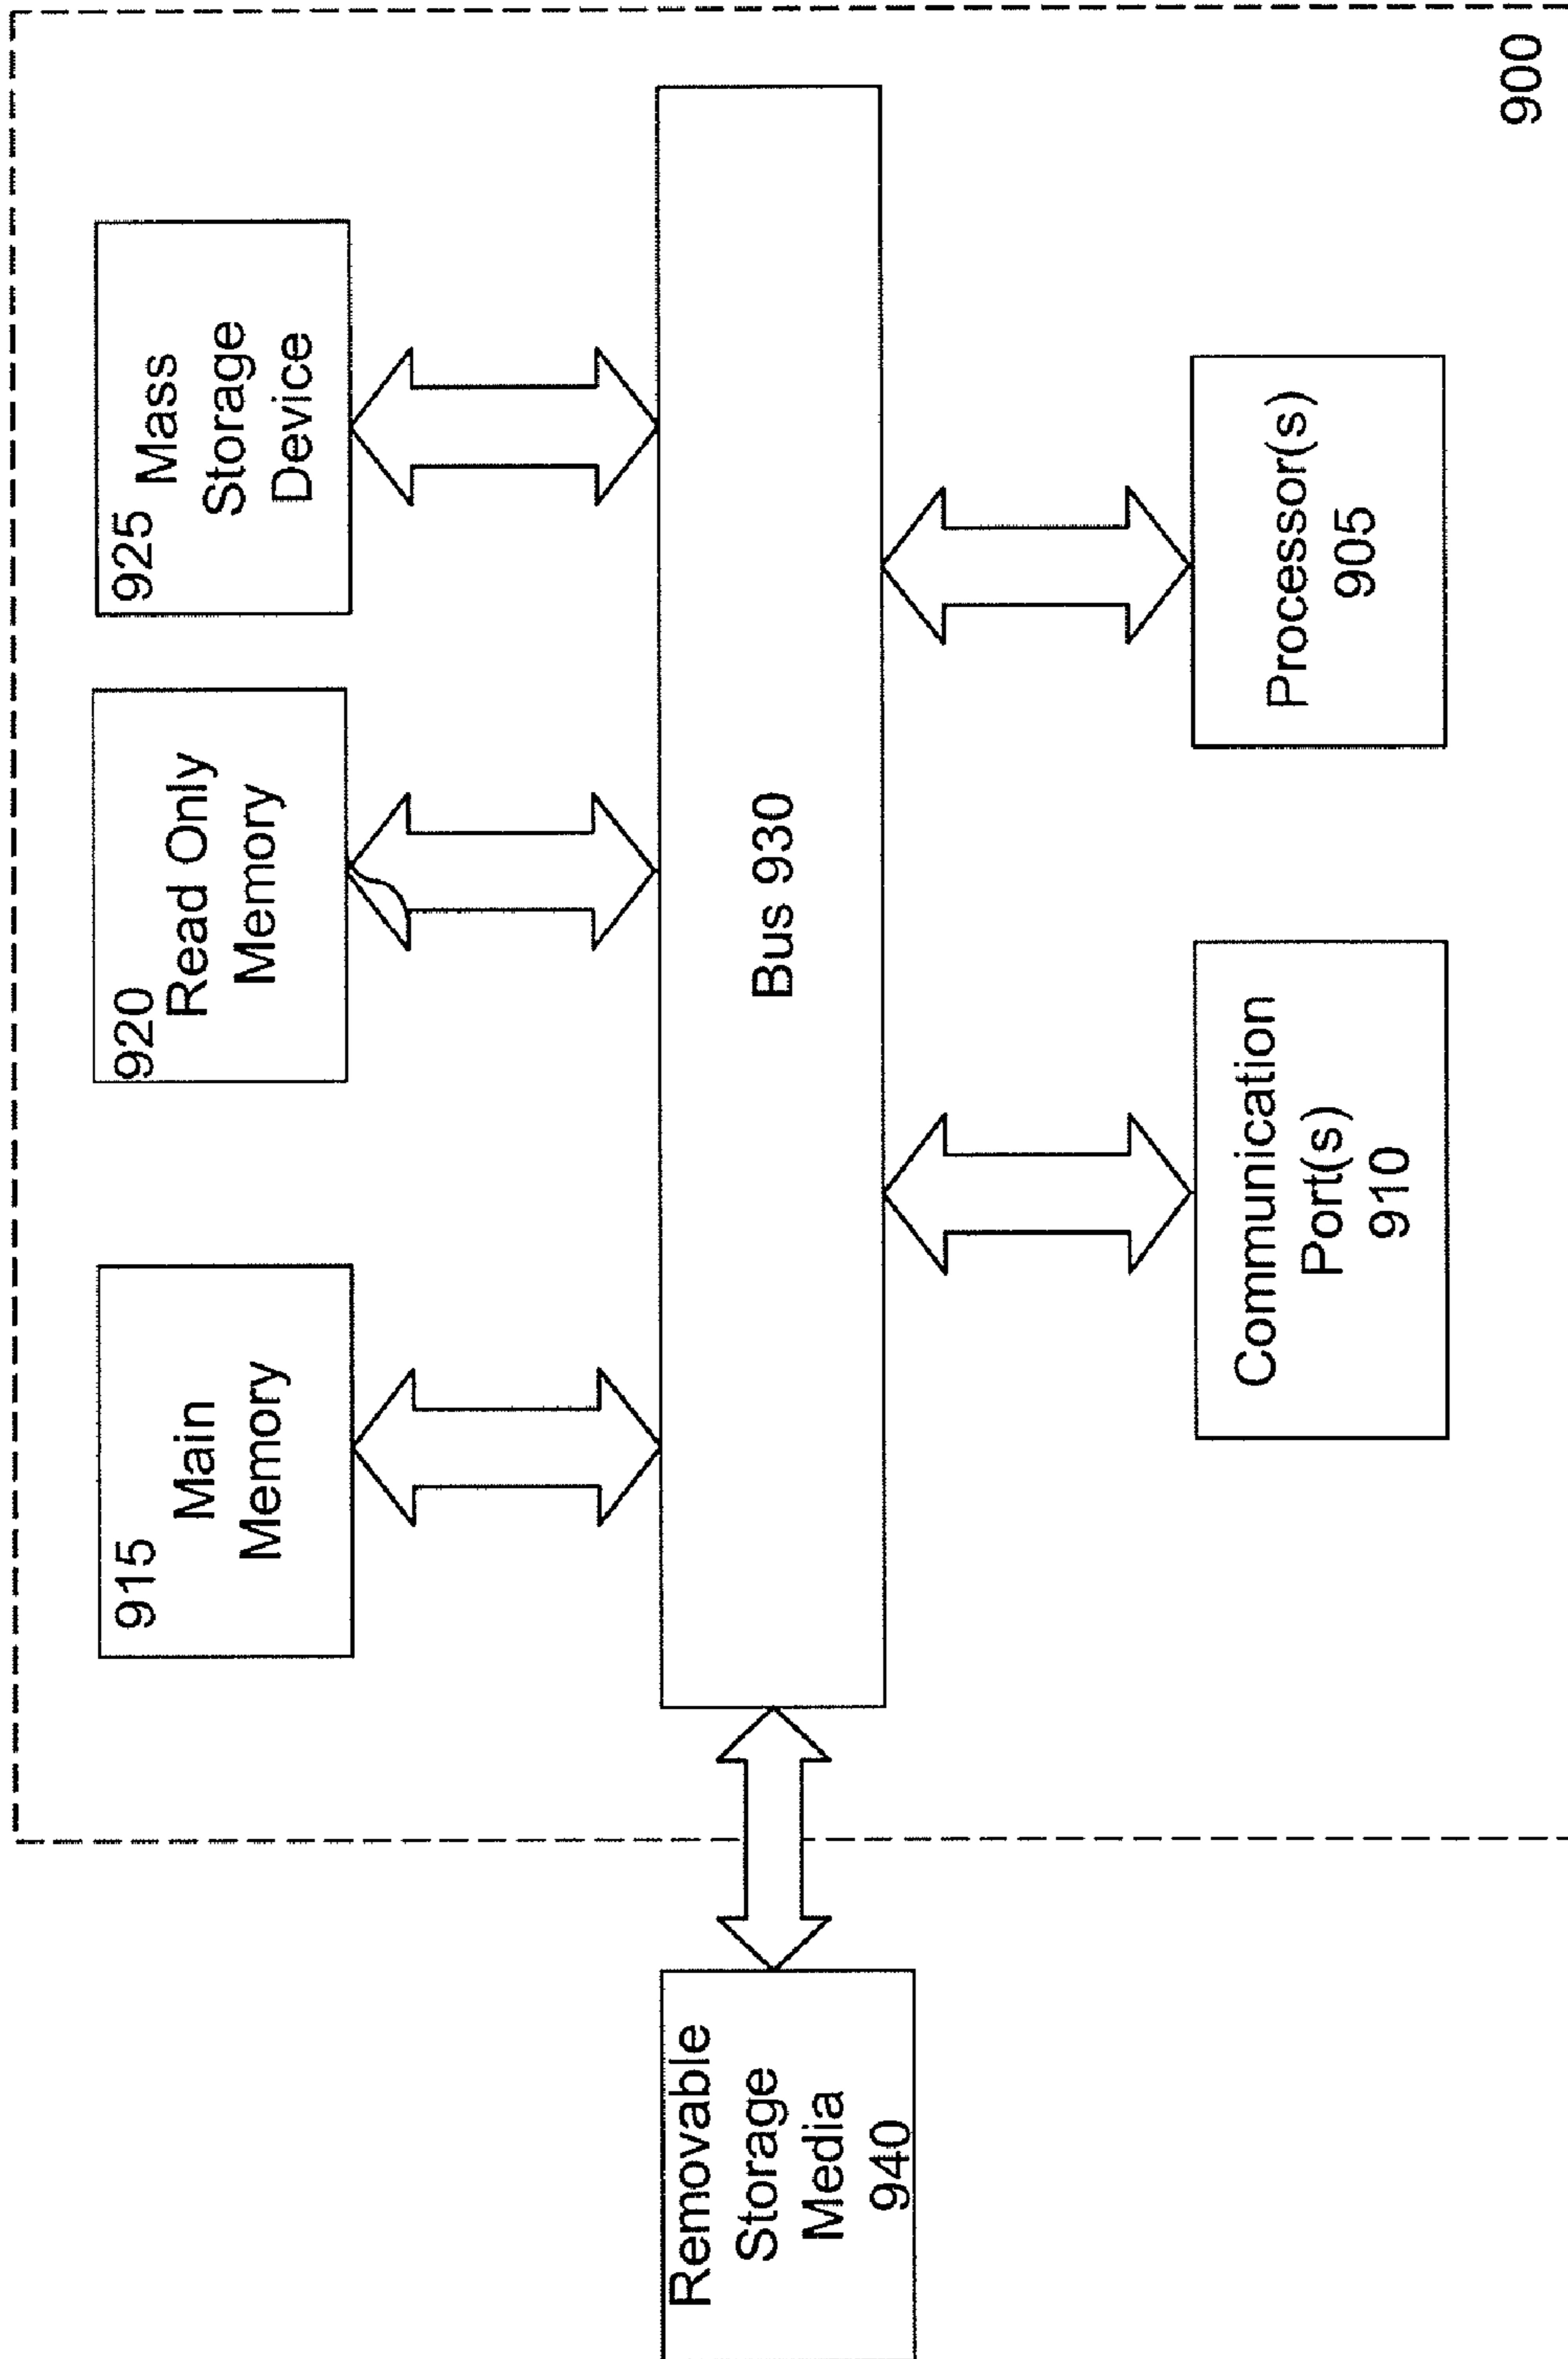 915
Main
Memory
920
Read Only
Memory
925
Mass
Storage
Device
Removable
Storage
Media
940
Bus 930
Communication
Port(s)
910
Processor(s)
905
900